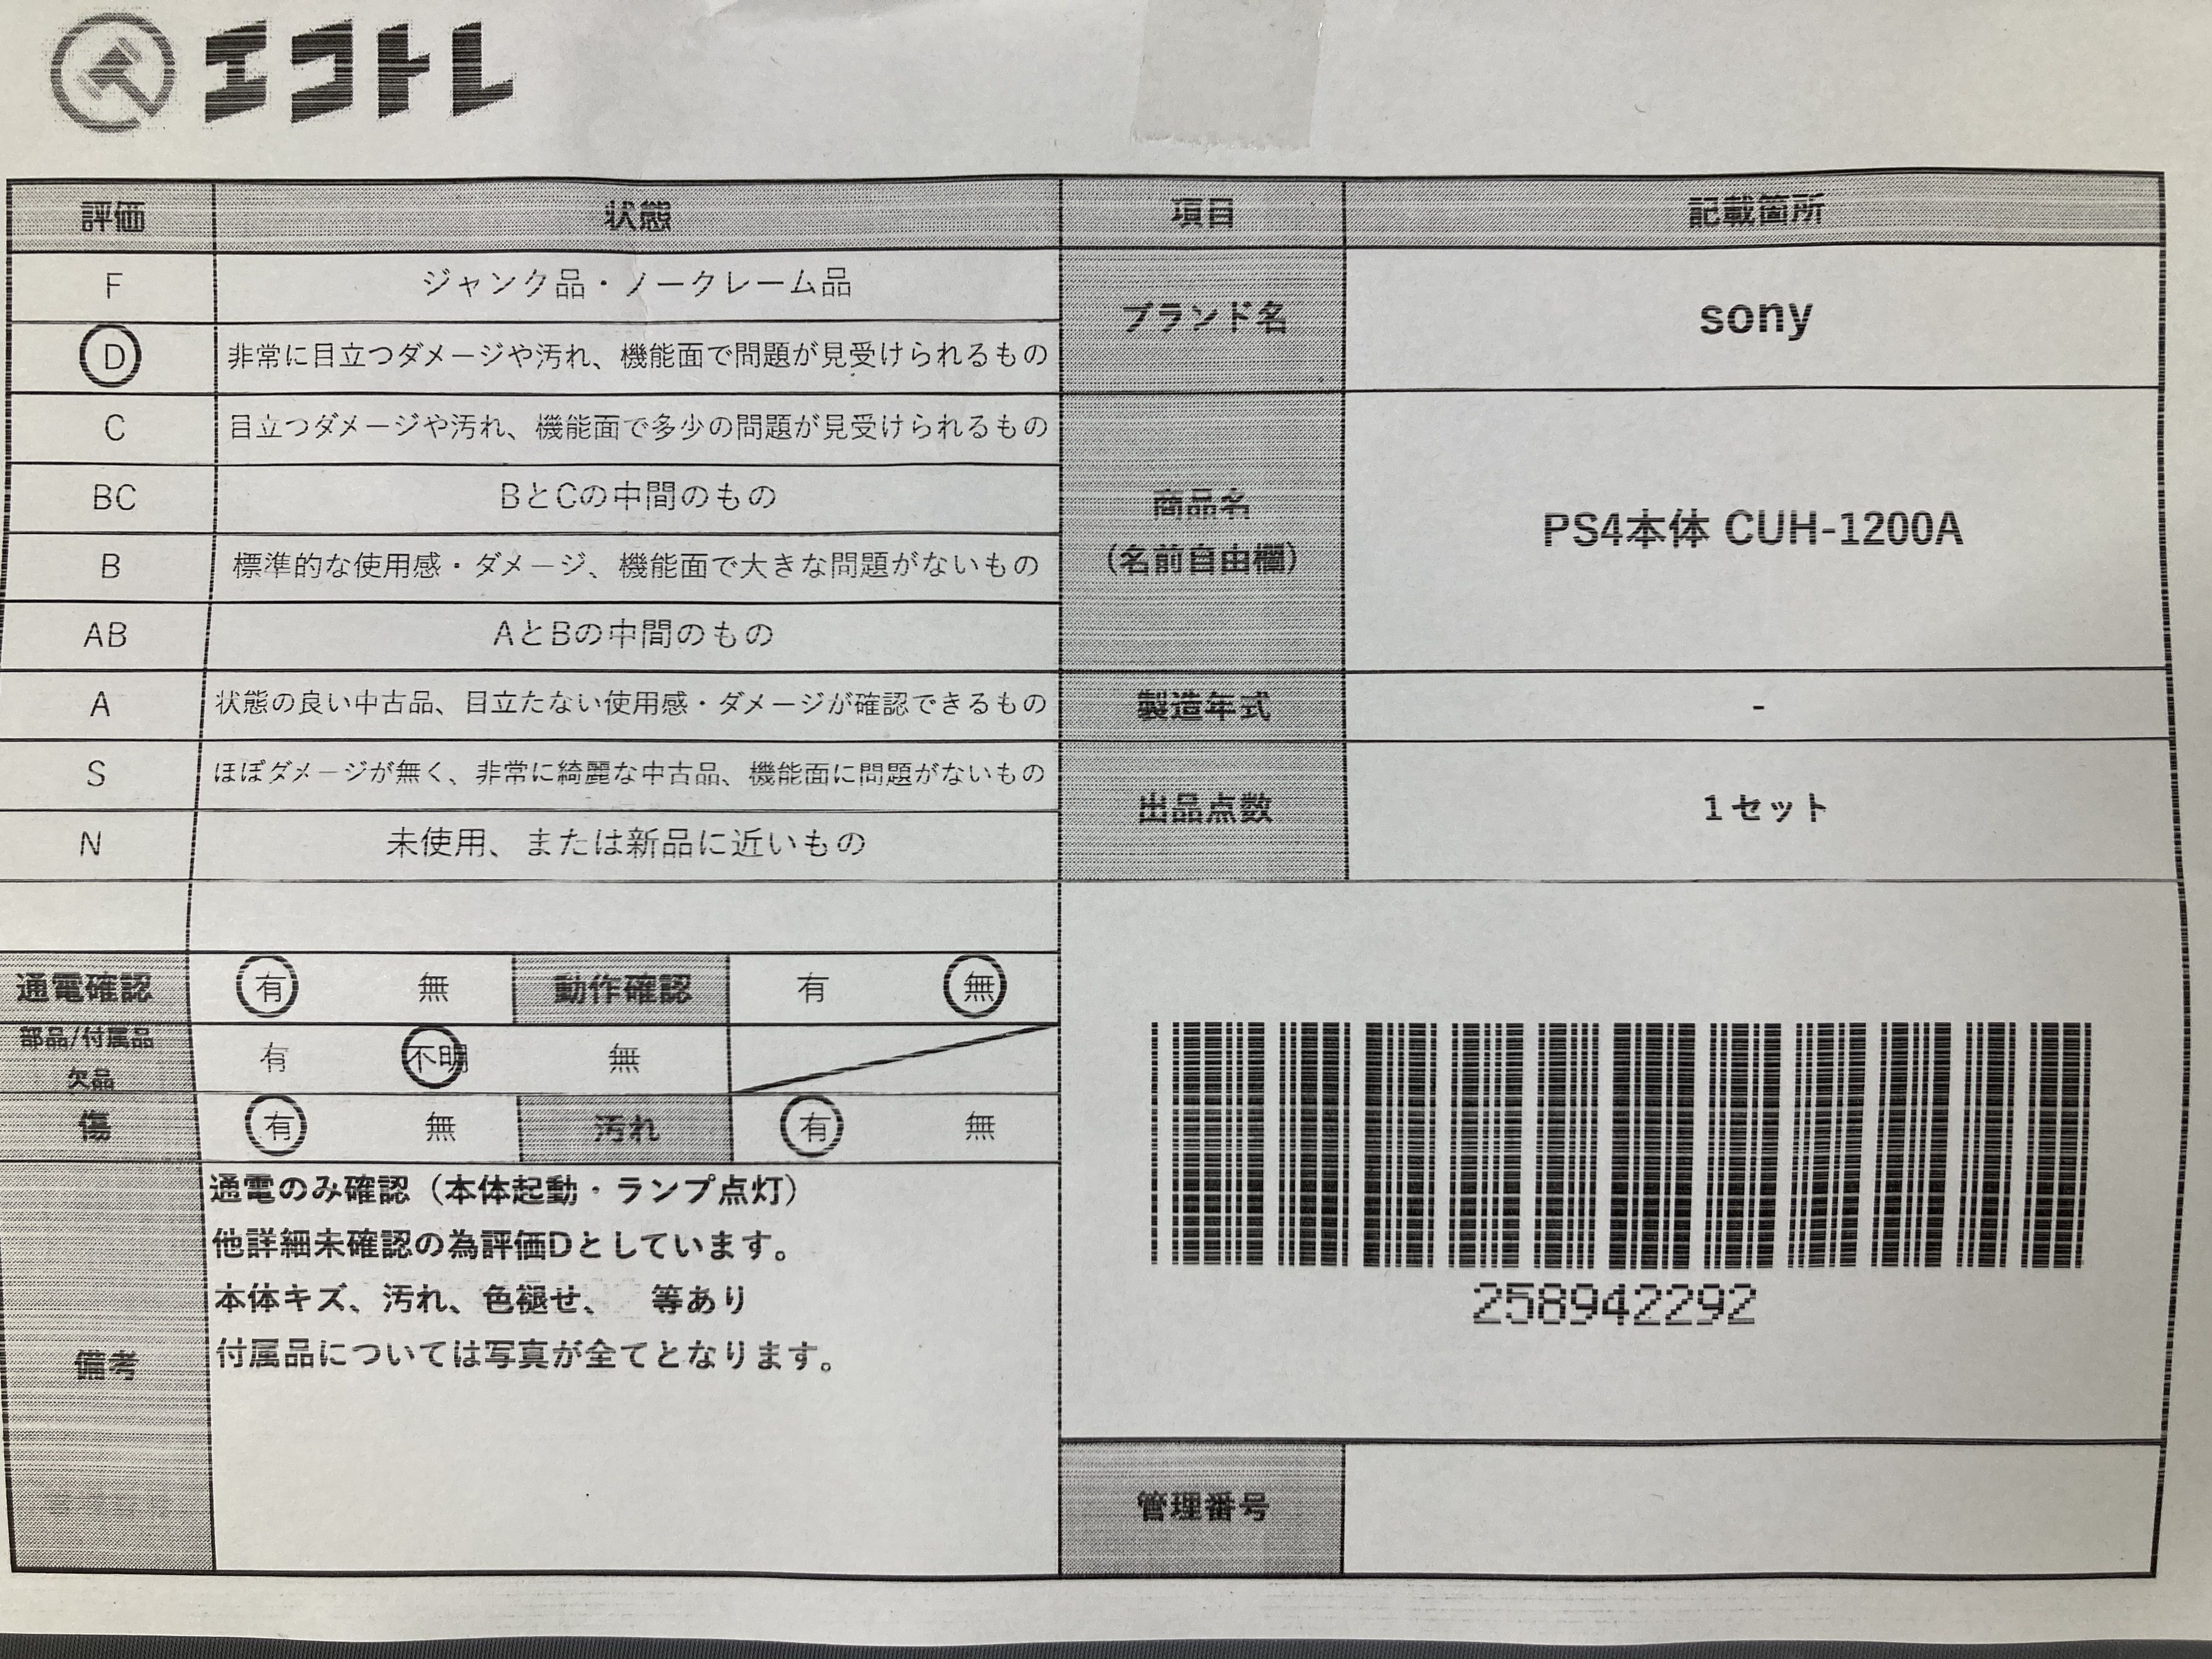 エコトレ
評価 状態 項目 記載箇所
F ジャンク品・ノークレーム品
ブランド名 sony
D 非常に目立つダメージや汚れ、機能面で問題が見受けられるもの
C 目立つダメージや汚れ、機能面で多少の問題が見受けられるもの
BC BとCの中間のもの
商品名
(名前自由欄)
PS4本体 CUH-1200A
B 標準的な使用感・ダメージ、機能面で大きな問題がないもの
AB AとBの中間のもの
A 状態の良い中古品、目立たない使用感・ダメージが確認できるもの
製造年式 -
S ほぼダメージが無く、非常に綺麗な中古品、機能面に問題がないもの
出品点数 1セット
N 未使用、または新品に近いもの
通電確認 有 無 動作確認 有 無
部品/付属品
欠品
有 不明 無
傷 有 無 汚れ 有 無
備考
通電のみ確認（本体起動・ランプ点灯）
他詳細未確認の為評価Dとしています。
本体キズ、汚れ、色褪せ、 等あり
付属品については写真が全てとなります。
258942292
管理番号